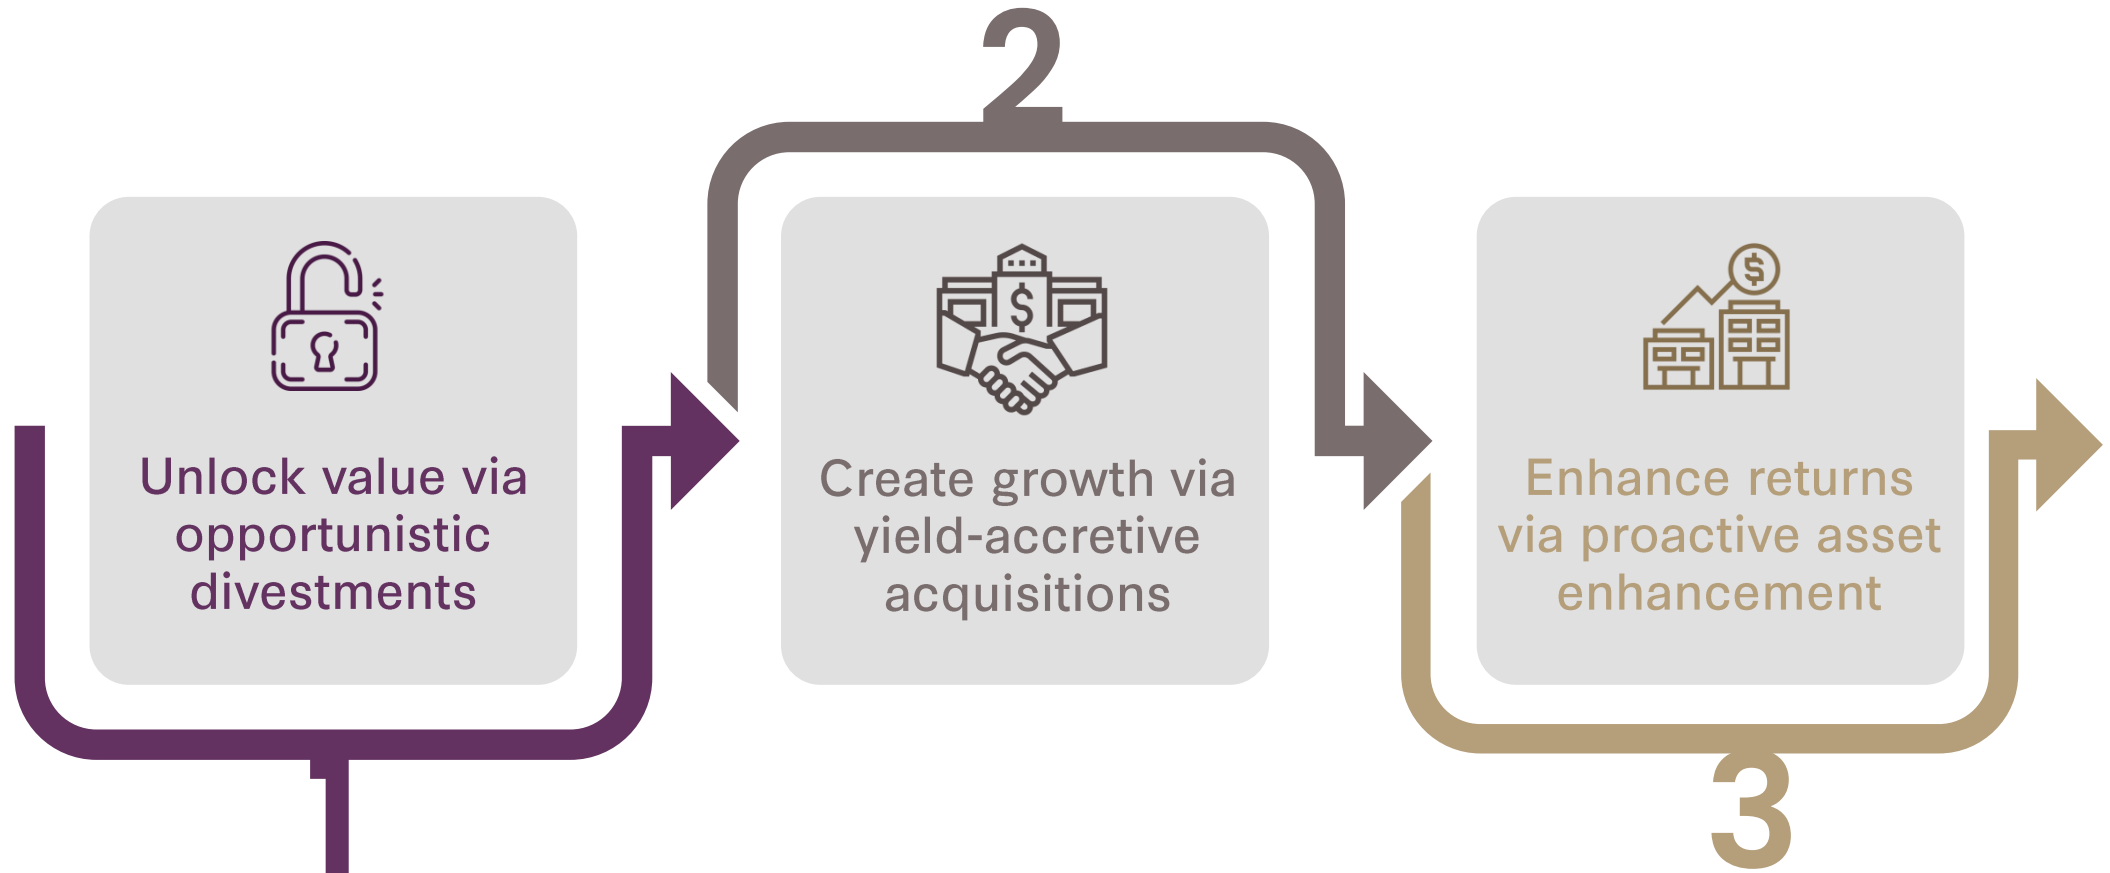 2
Unlock value via
opportunistic
divestments
Create growth via
yield-accretive
acquisitions
$
Enhance returns
via proactive asset
enhancement
$
1
3